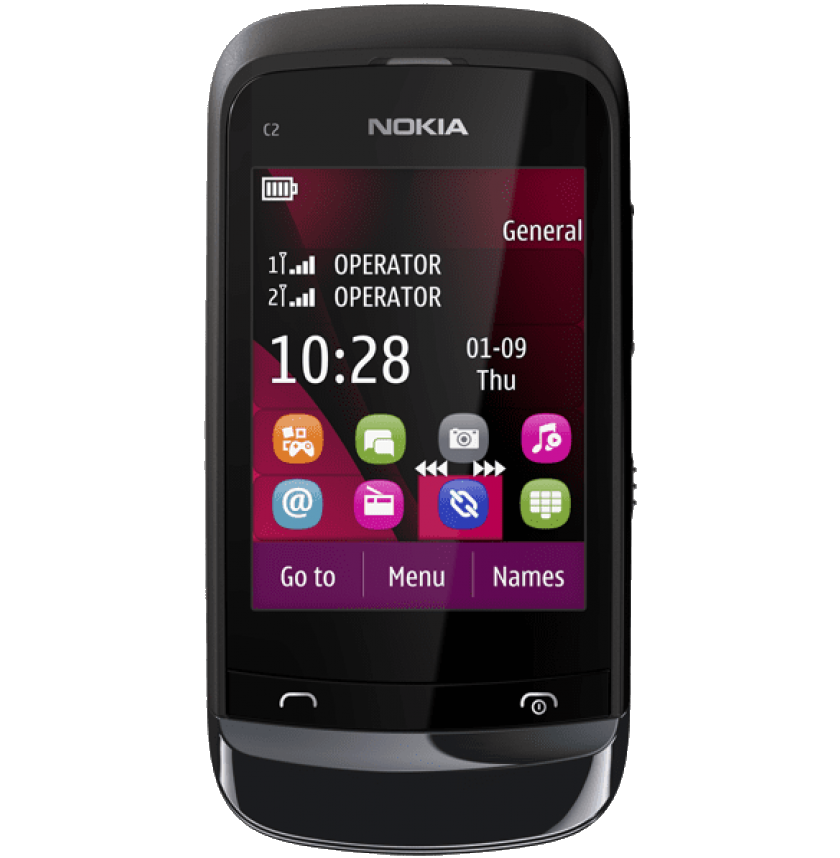 C2
NOKIA
General
1 OPERATOR
2 OPERATOR
10:28
01-09
Thu
@
Go to
Menu
Names